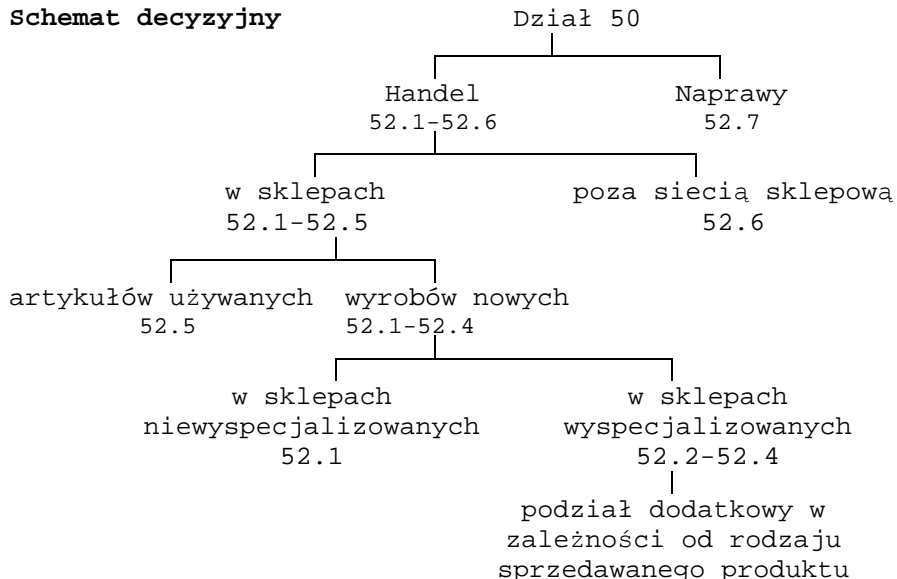 Schemat decyzyjny
Dział 50
Handel
52.1-52.6
Naprawy
52.7
w sklepach
52.1-52.5
poza siecią sklepową
52.6
artykułów używanych
52.5
wyrobów nowych
52.1-52.4
w sklepach
niewyspecjalizowanych
52.1
w sklepach
wyspecjalizowanych
52.2-52.4
podział dodatkowy w
zależności od rodzaju
sprzedawanego produktu